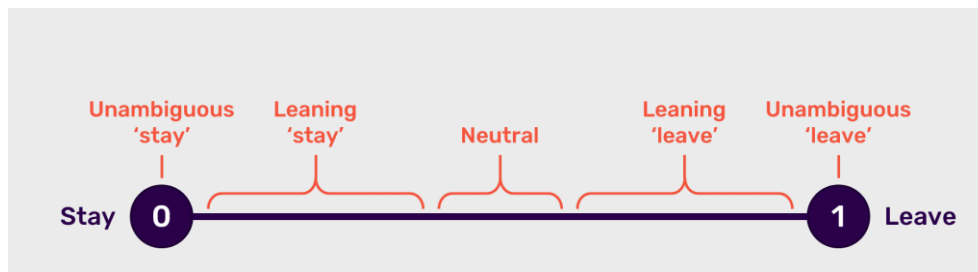 Unambiguous
‘stay’
Leaning
‘stay’
Neutral
Leaning
‘leave’
Unambiguous
‘leave’
Stay
0
1
Leave